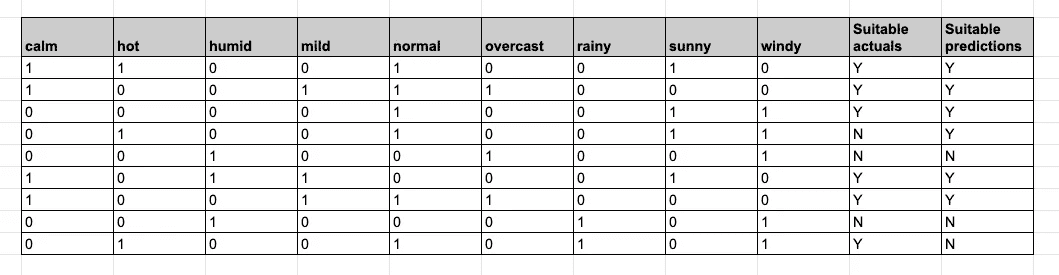 calm hot humid mild normal overcast rainy sunny windy Suitable actuals Suitable predictions
1 1 0 0 1 0 0 1 0 Y Y
1 0 0 1 1 1 0 0 0 Y Y
0 0 0 0 1 0 0 1 1 Y Y
0 1 0 0 1 0 0 1 1 N Y
0 0 1 0 0 1 0 0 1 N N
1 0 1 1 0 0 0 1 0 Y Y
1 0 0 1 1 1 0 0 0 Y Y
0 0 1 0 0 0 1 0 1 N N
0 1 0 0 1 0 1 0 1 Y N